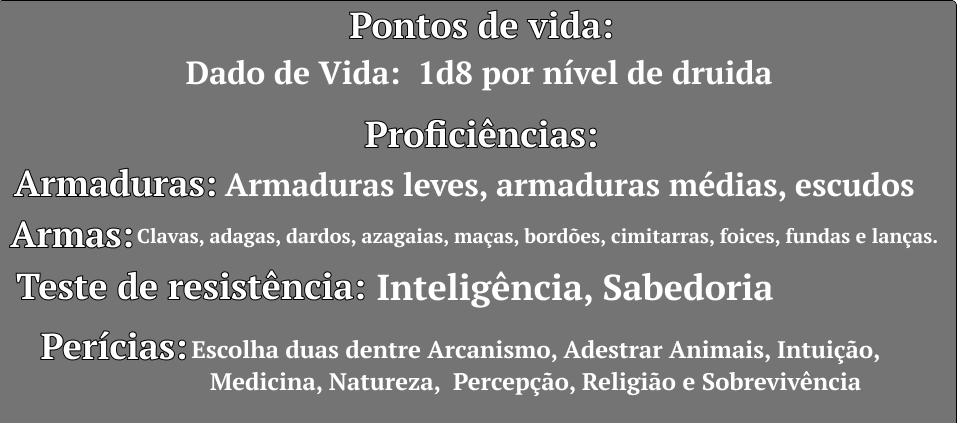 Pontos de vida:
Dado de Vida: 1d8 por nível de druida
Proficiências:
Armaduras: Armaduras leves, armaduras médias, escudos
Armas: Clavas, adagas, dardos, azagaias, maças, bordões, cimitarras, foices, fundas e lanças.
Teste de resistência: Inteligência, Sabedoria
Perícias: Escolha duas dentre Arcanismo, Adestrar Animais, Intuição,
Medicina, Natureza, Percepção, Religião e Sobrevivência